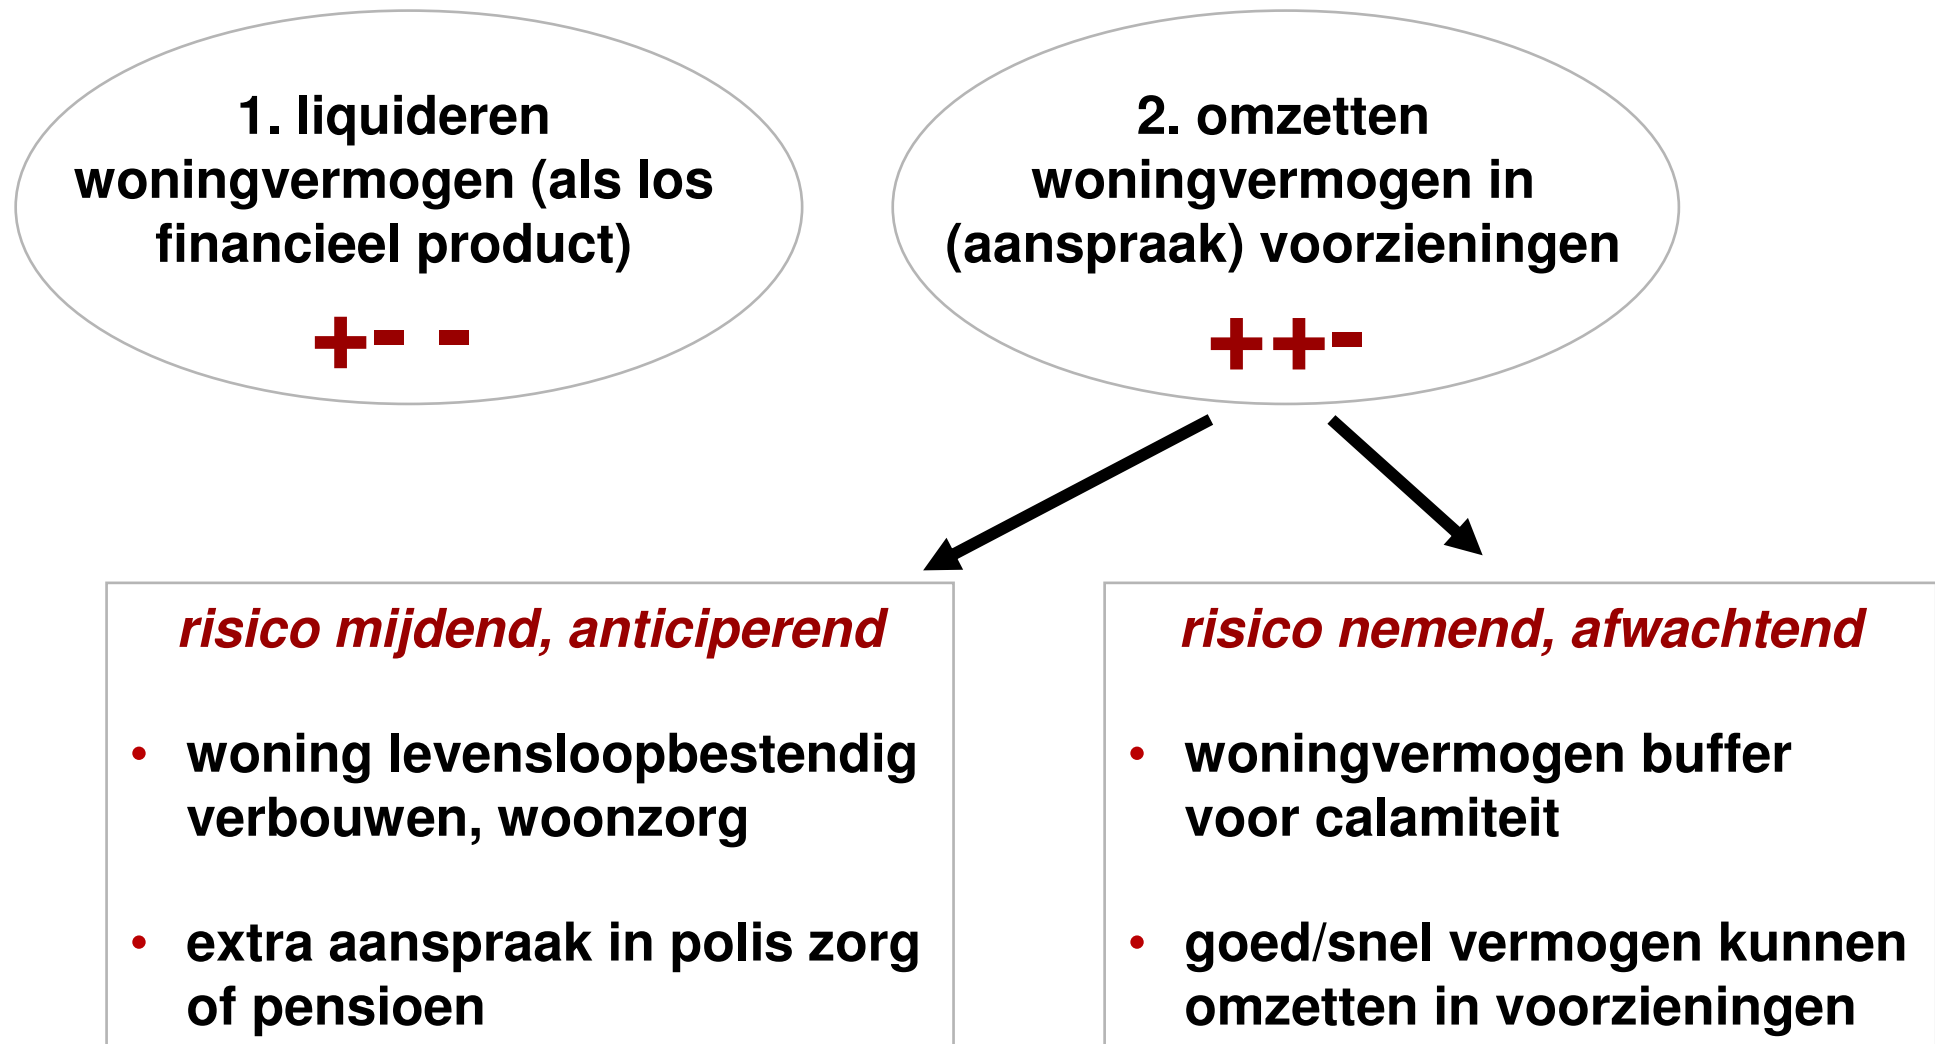 1. liquideren
woningvermogen (als los
financieel product)
+- -
2. omzetten
woningvermogen in
(aanspraak) voorzieningen
++-
risico mijdend, anticiperend
• woning levensloopbestendig
verbouwen, woonzorg
• extra aanspraak in polis zorg
of pensioen
risico nemend, afwachtend
• woningvermogen buffer
voor calamiteit
• goed/snel vermogen kunnen
omzetten in voorzieningen